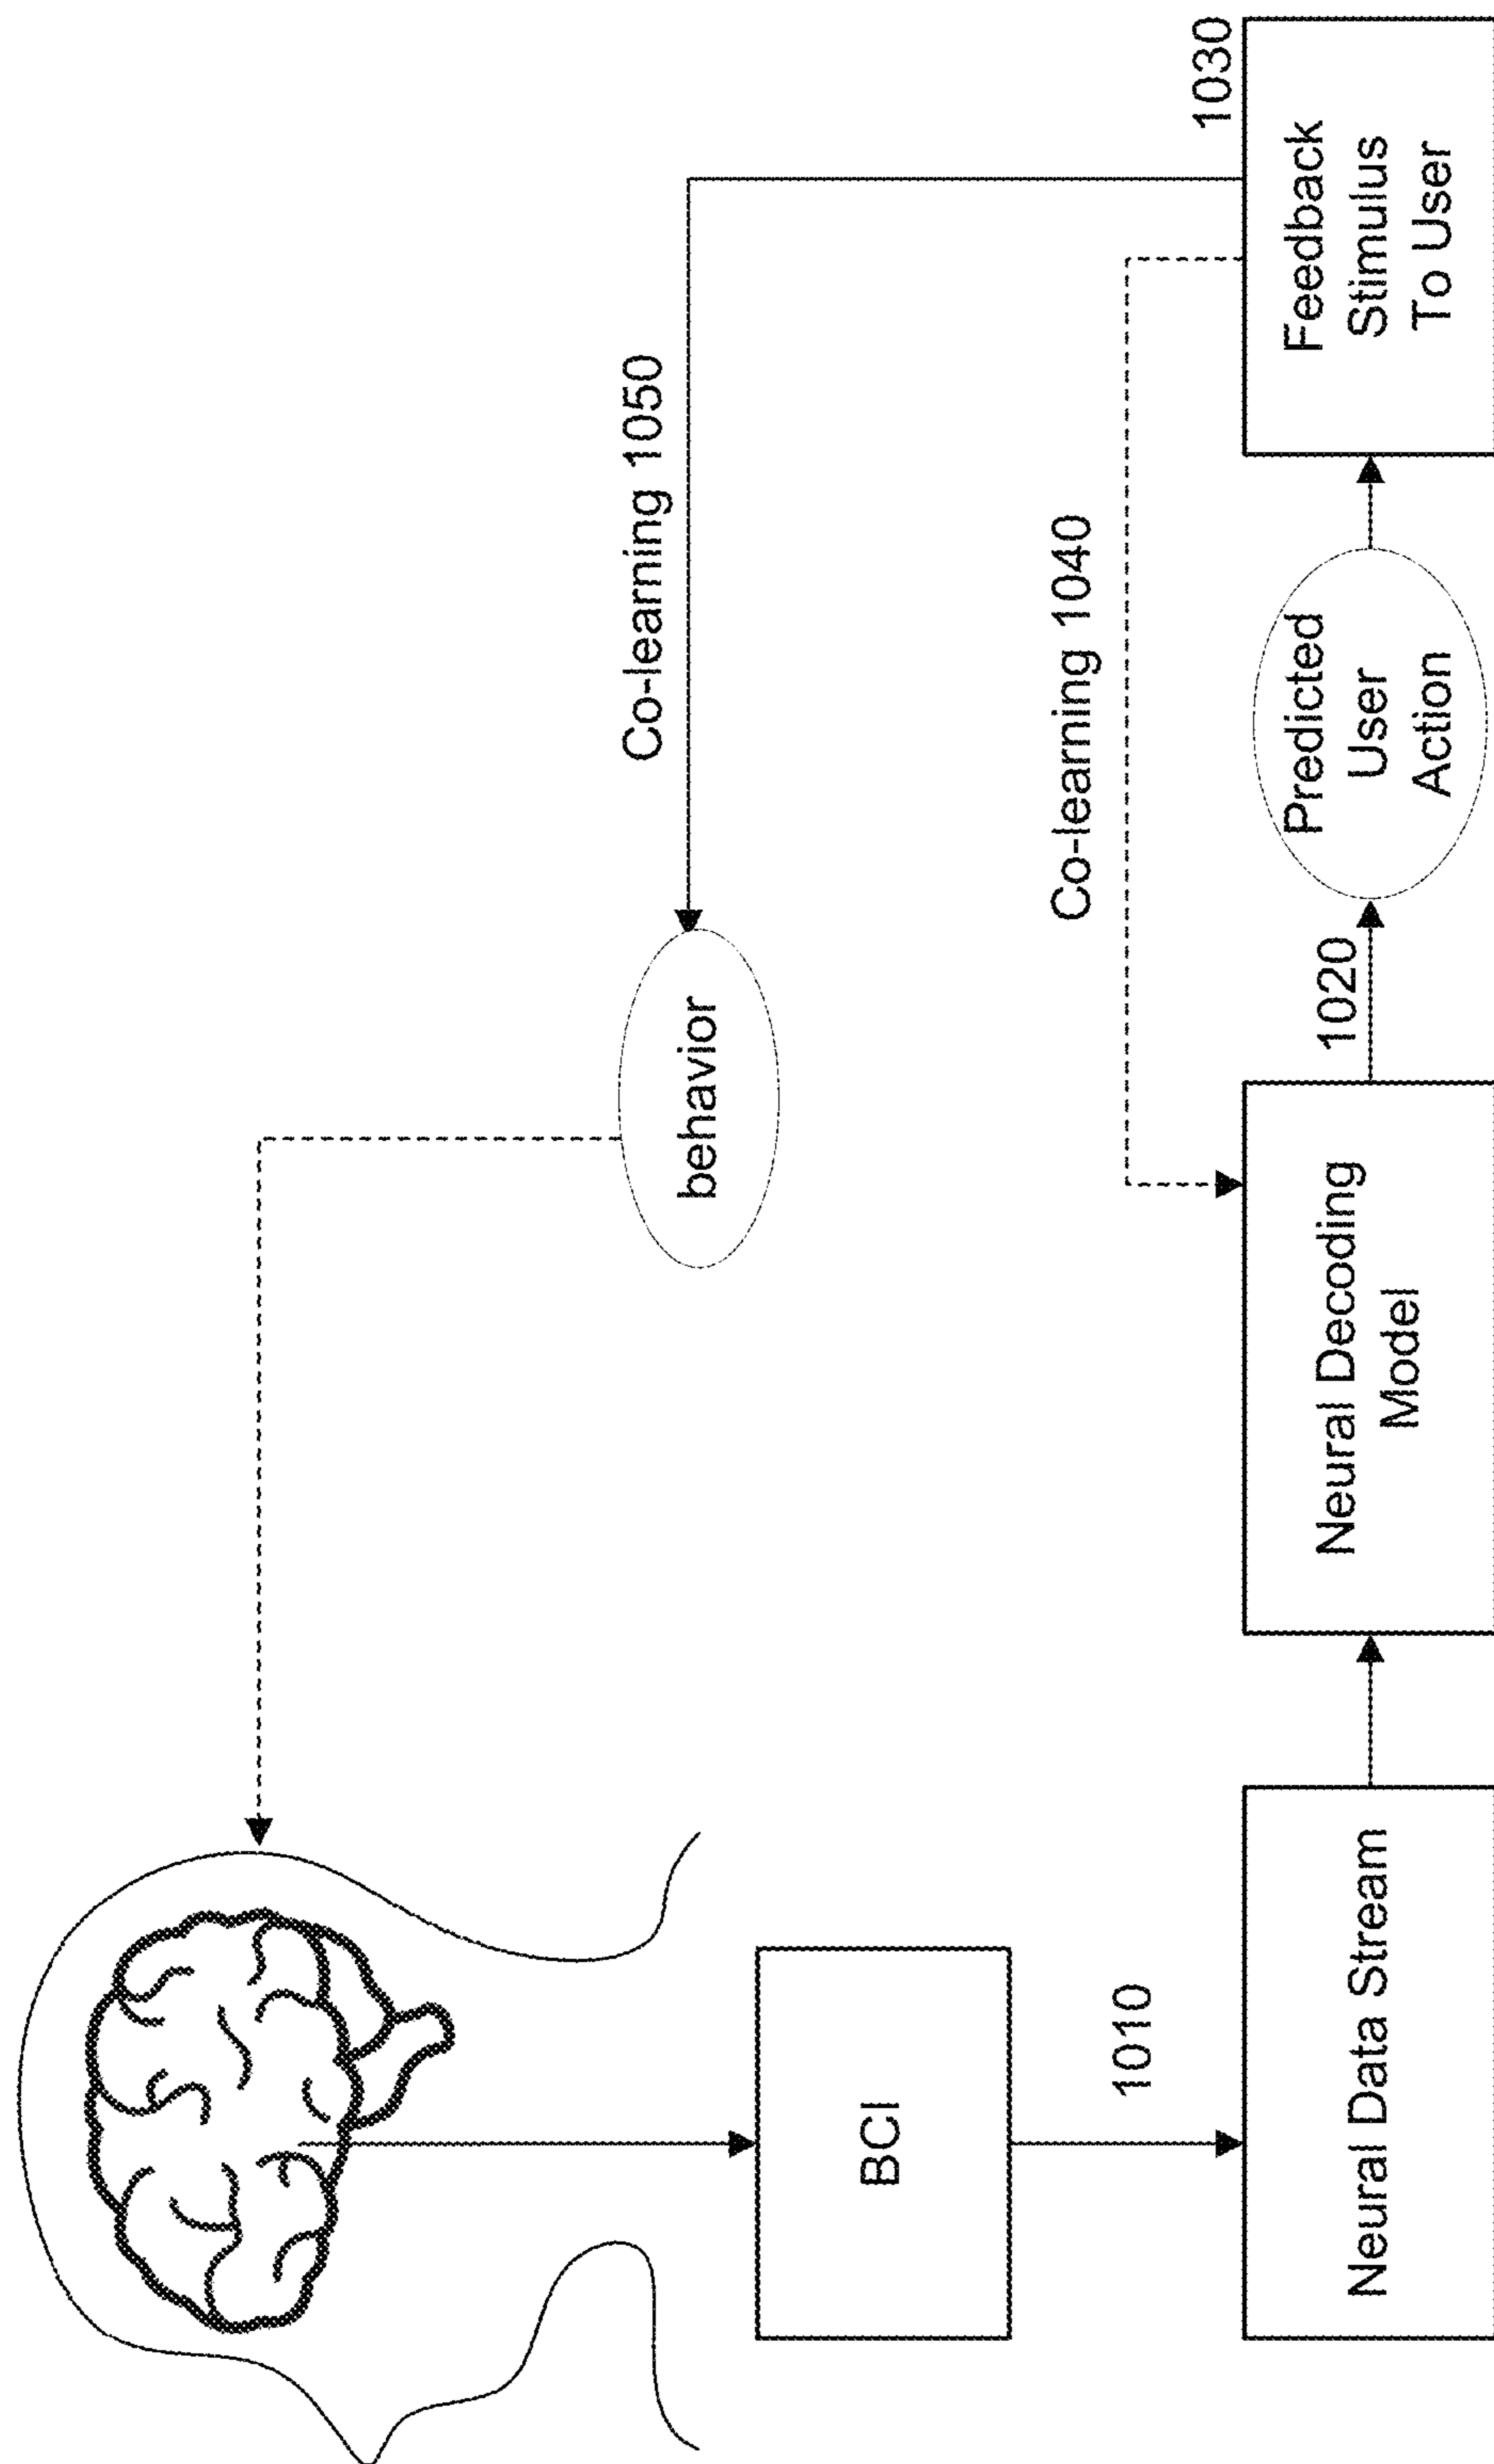 behavior
Co-learning 1050
BCI
1010
Co-learning 1040
1030
Neural Data Stream
Neural Decoding
Model
1020
Predicted
User
Action
Feedback
Stimulus
To User